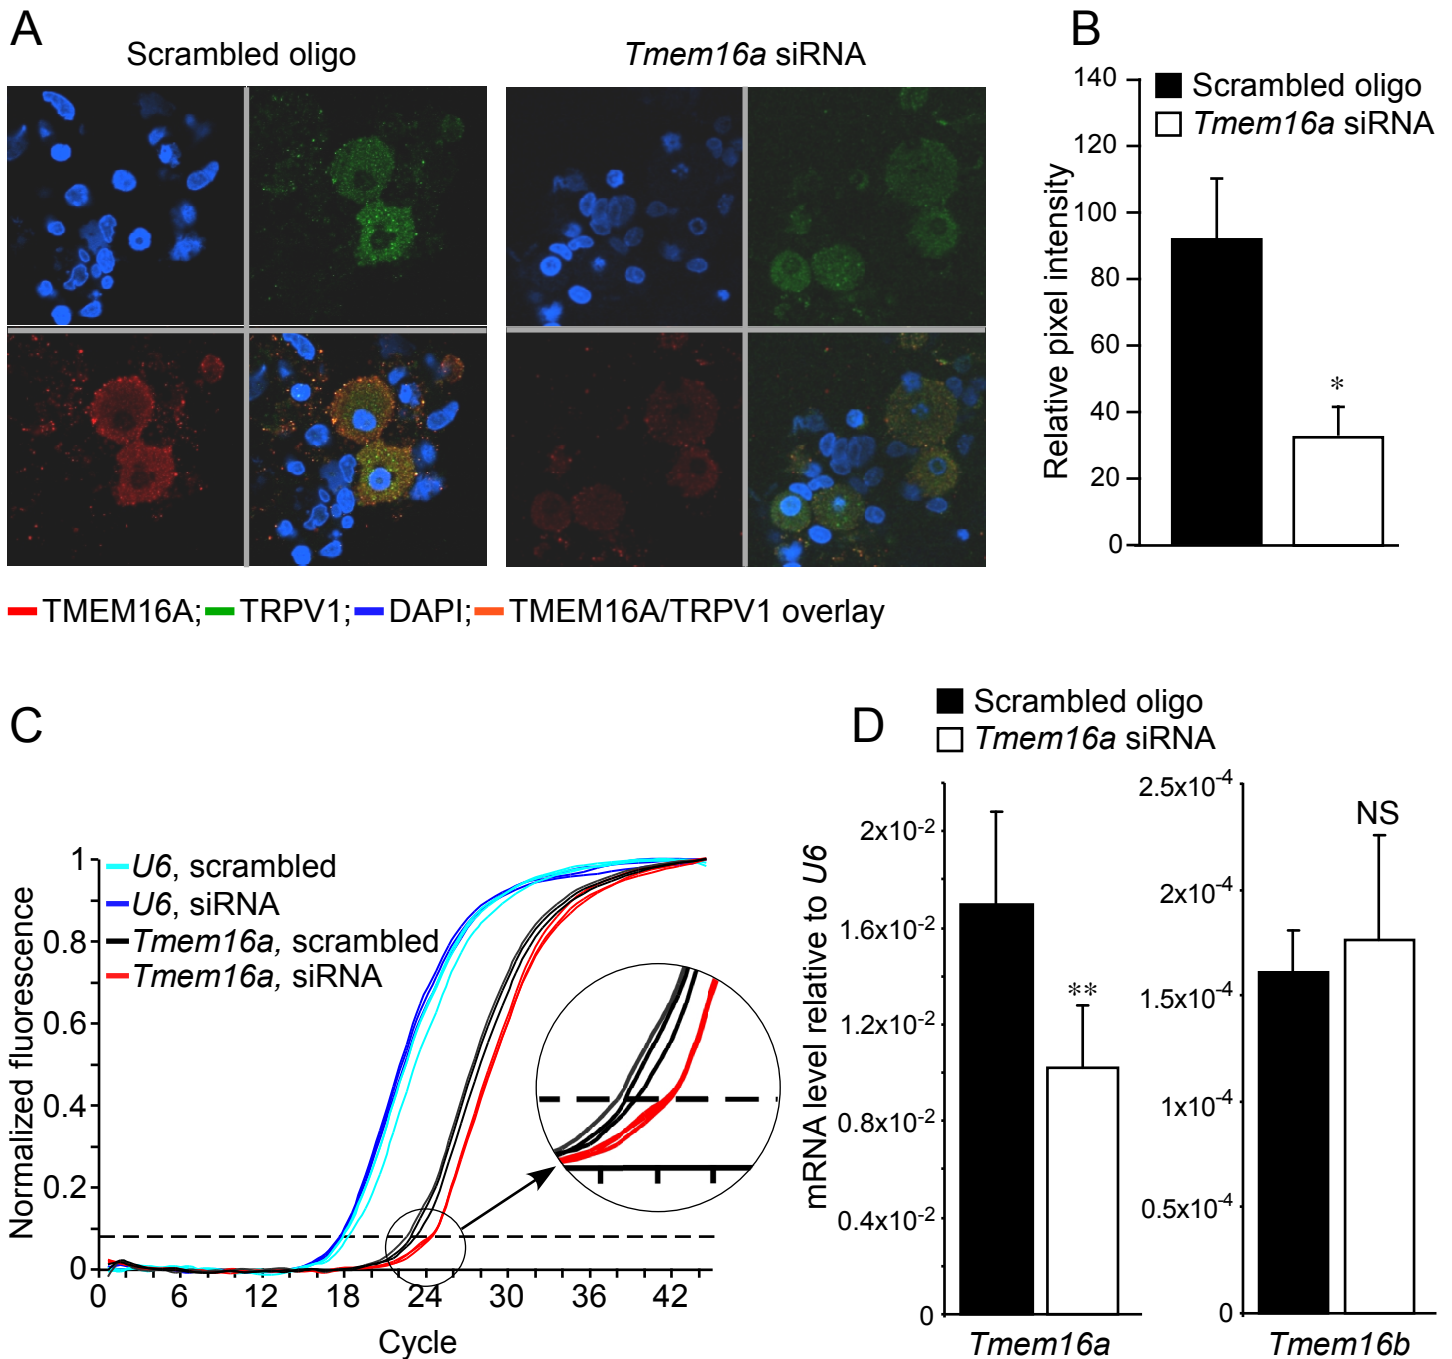 A
Scrambled oligo
Tmem16a siRNA
TMEM16A; TRPV1; DAPI; TMEM16A/TRPV1 overlay
B
Scrambled oligo
Tmem16a siRNA
Relative pixel intensity
140
120
100
80
60
40
20
0
*
C
U6, scrambled
U6, siRNA
Tmem16a, scrambled
Tmem16a, siRNA
Normalized fluorescence
1
0.8
0.6
0.4
0.2
0
0 6 12 18 24 30 36 42
Cycle
D
Scrambled oligo
Tmem16a siRNA
mRNA level relative to U6
2x10-2
1.6x10-2
1.2x10-2
0.8x10-2
0.4x10-2
0
**
Tmem16a
2.5x10-4
2x10-4
1.5x10-4
1x10-4
0.5x10-4
0
NS
Tmem16b